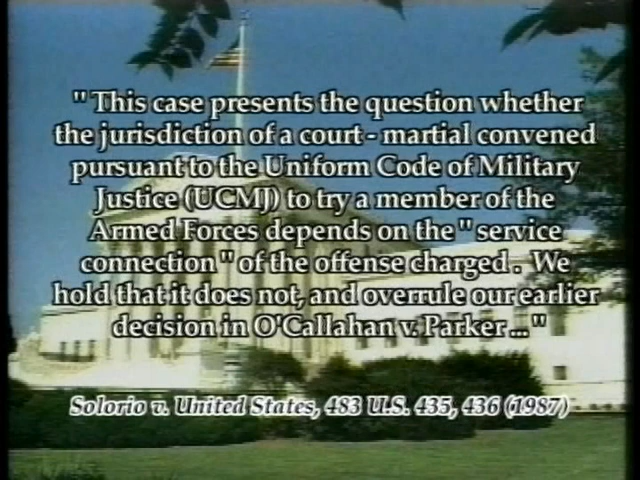 " This case presents the question whether
the jurisdiction of a court - martial convened
pursuant to the Uniform Code of Military
Justice (UCMJ) to try a member of the
Armed Forces depends on the " service
connection " of the offense charged . We
hold that it does not, and overrule our earlier
decision in O'Callahan v. Parker ... "
Solorio v. United States, 483 U.S. 435, 436 (1987)